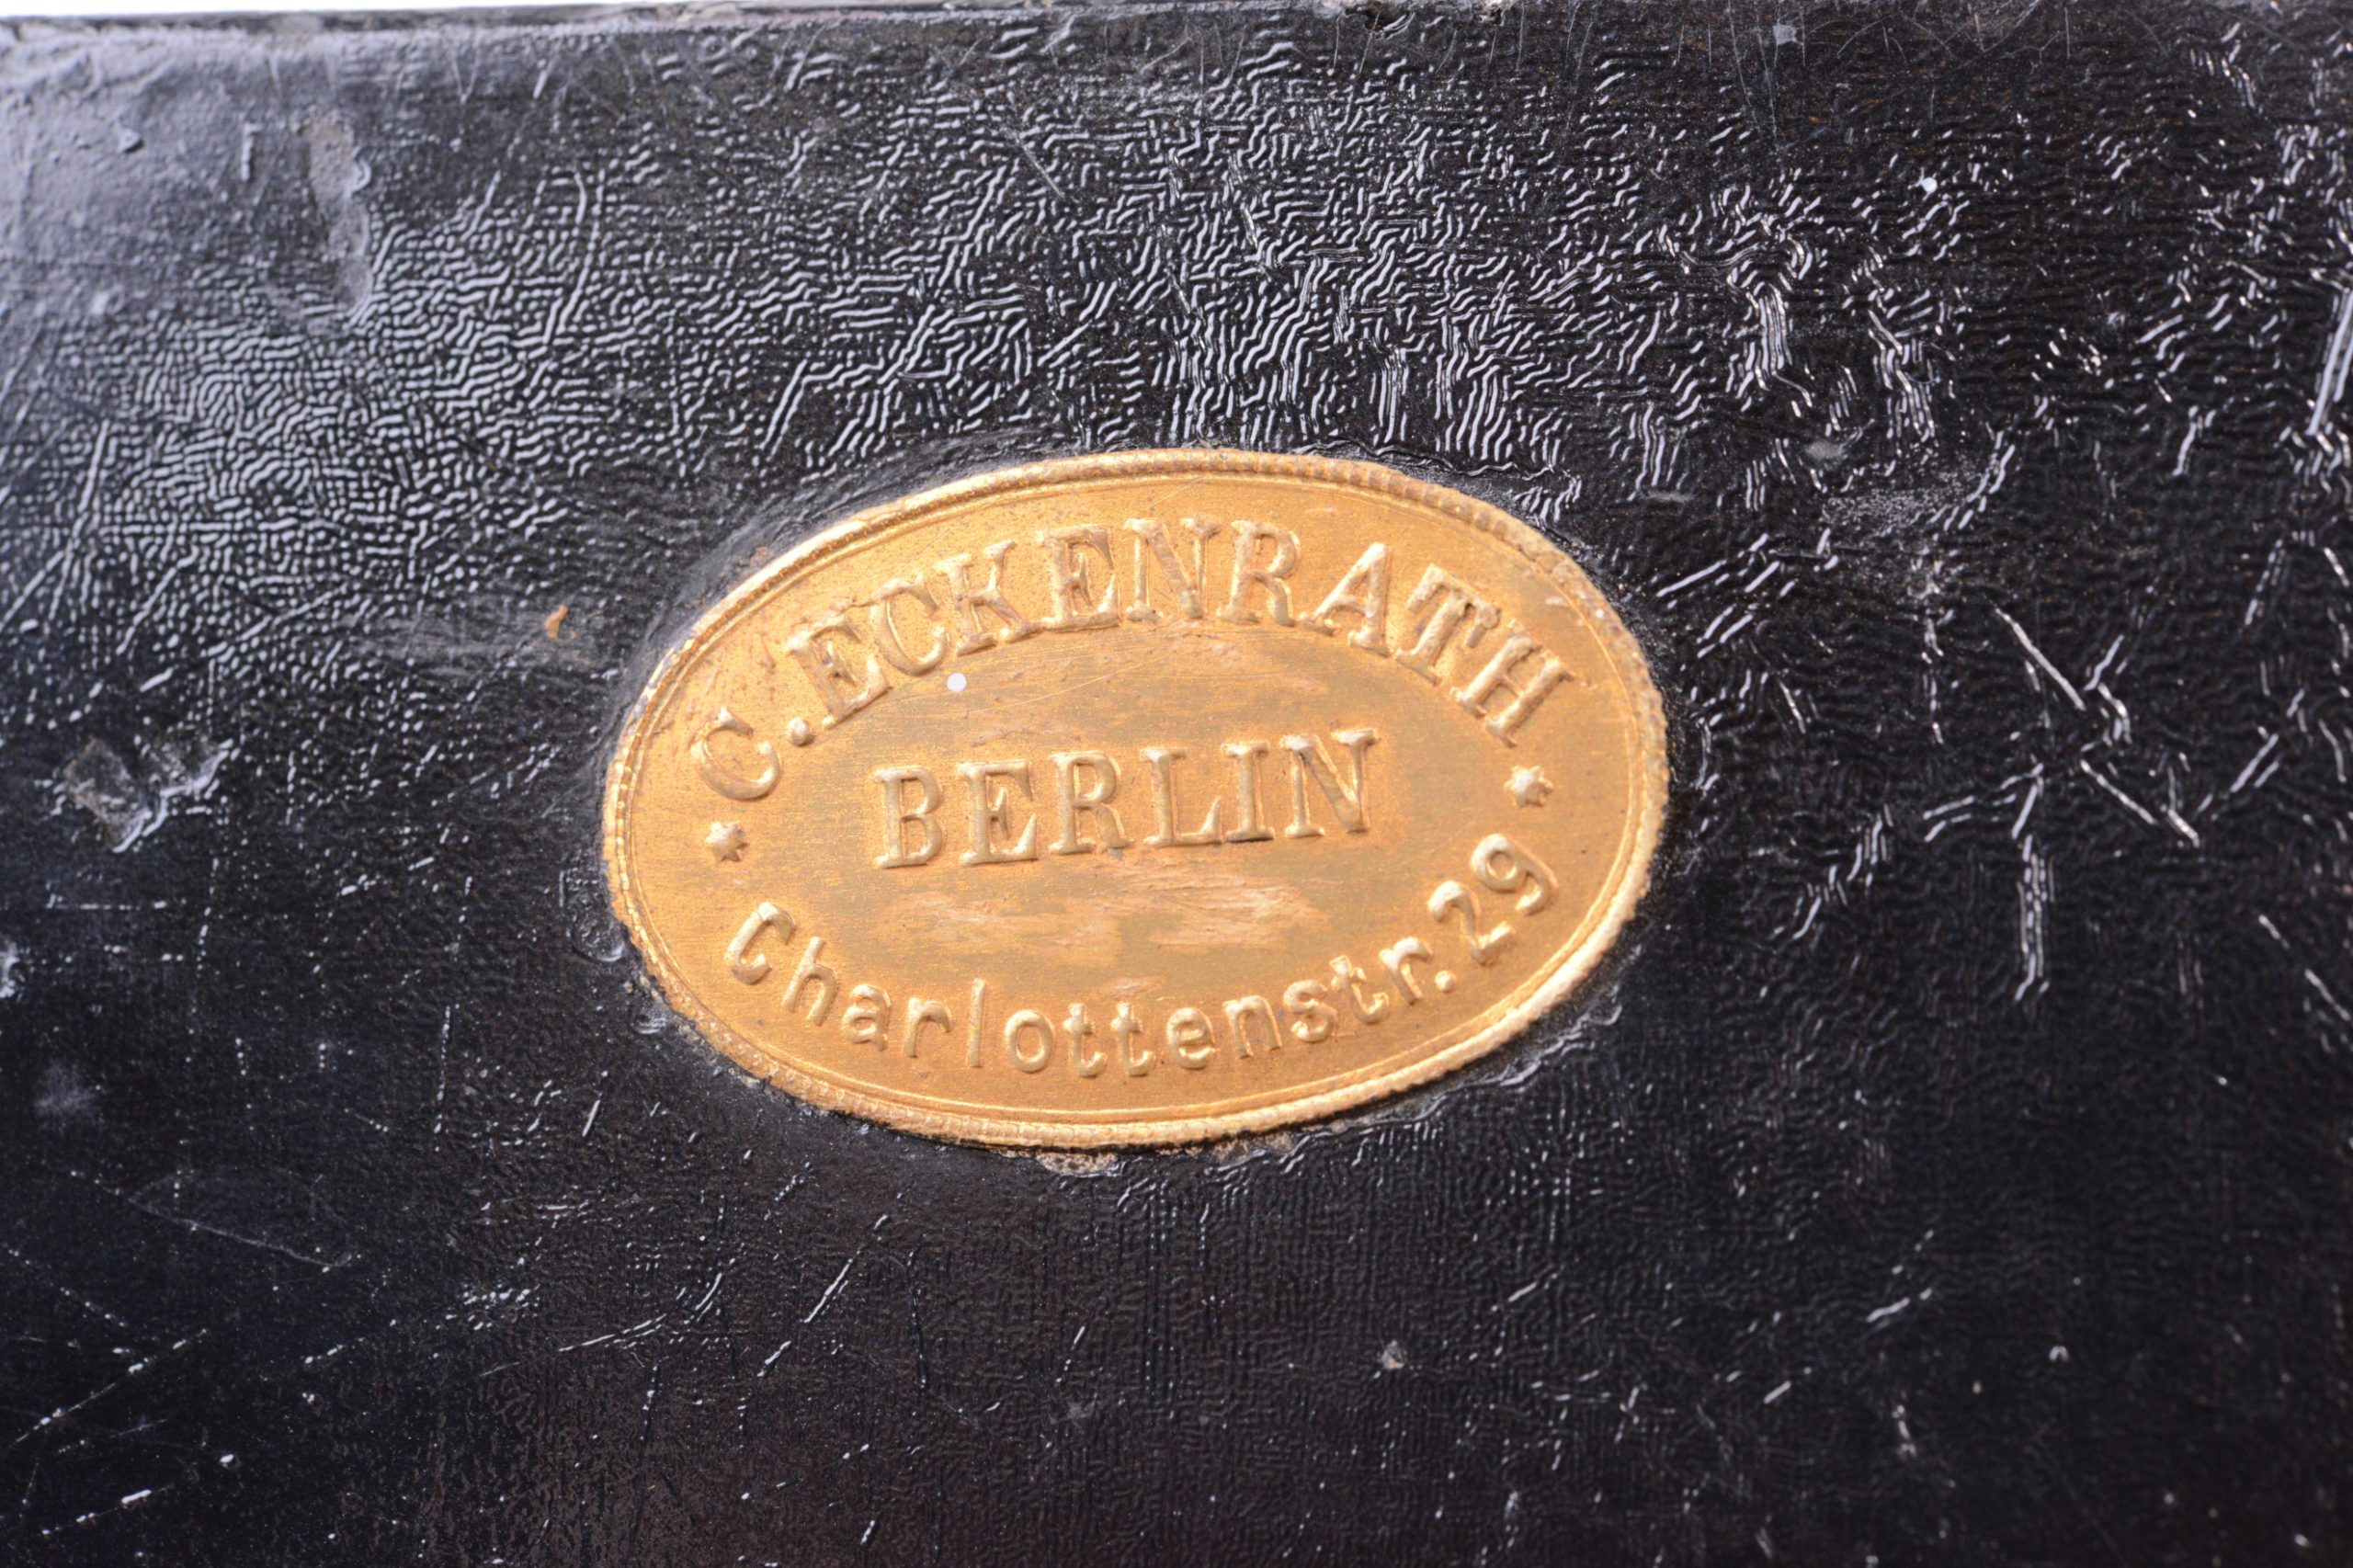 C. ECKENRATH
BERLIN
Charlottenstr. 29